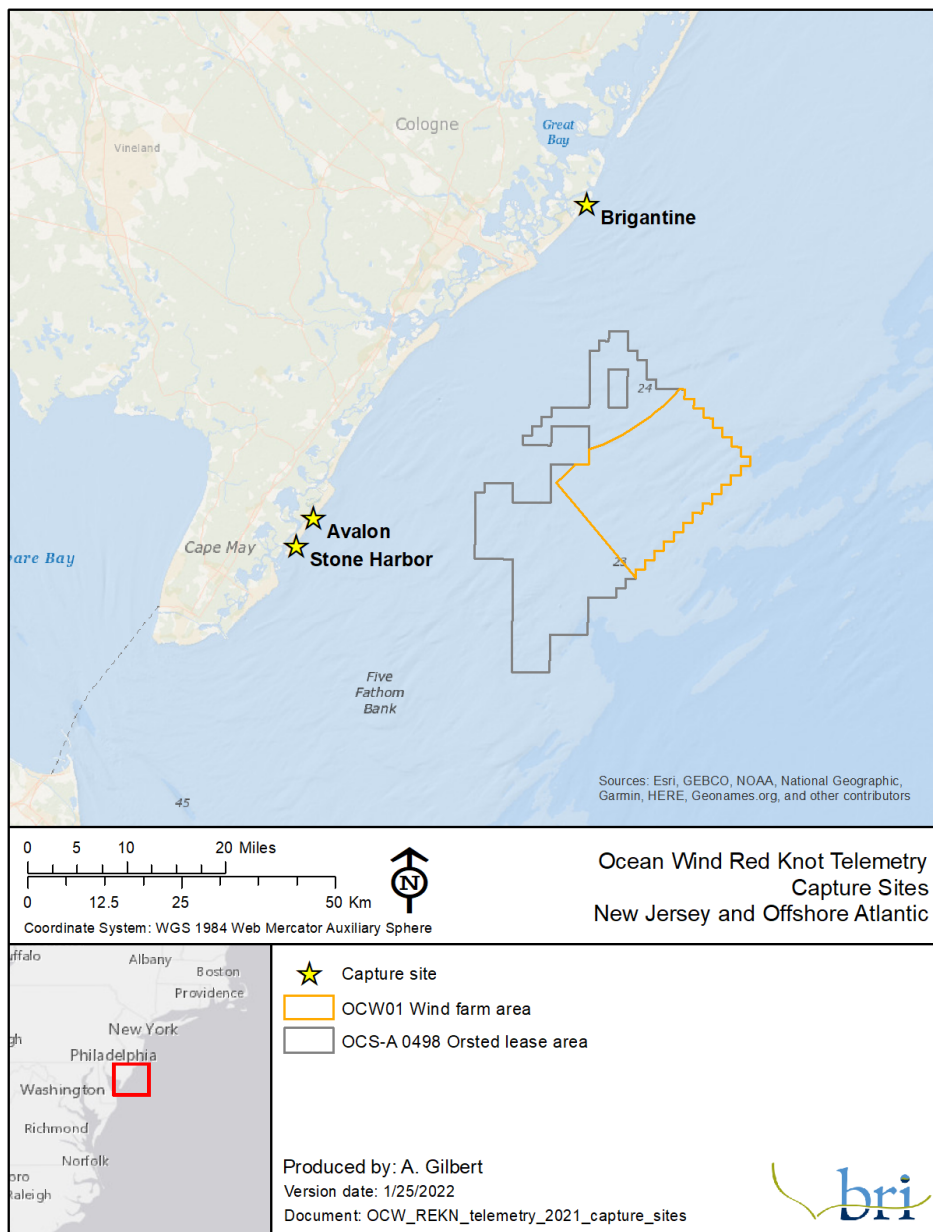 Cologne
Great
Bay
Vineland
Brigantine
24
Avalon
Cape May
Stone Harbor
vare Bay
23
Five
Fathom
Bank
45
Sources: Esri, GEBCO, NOAA, National Geographic,
Garmin, HERE, Geonames.org, and other contributors
0 5 10 20 Miles
0 12.5 25 50 Km
N
Coordinate System: WGS 1984 Web Mercator Auxiliary Sphere
Ocean Wind Red Knot Telemetry
Capture Sites
New Jersey and Offshore Atlantic
uffalo
Albany
Boston
Providence
gh
New York
Philadelphia
Washington
Richmond
Norfolk
oro
Raleigh
Capture site
OCW01 Wind farm area
OCS-A 0498 Orsted lease area
Produced by: A. Gilbert
Version date: 1/25/2022
Document: OCW_REKN_telemetry_2021_capture_sites
bri